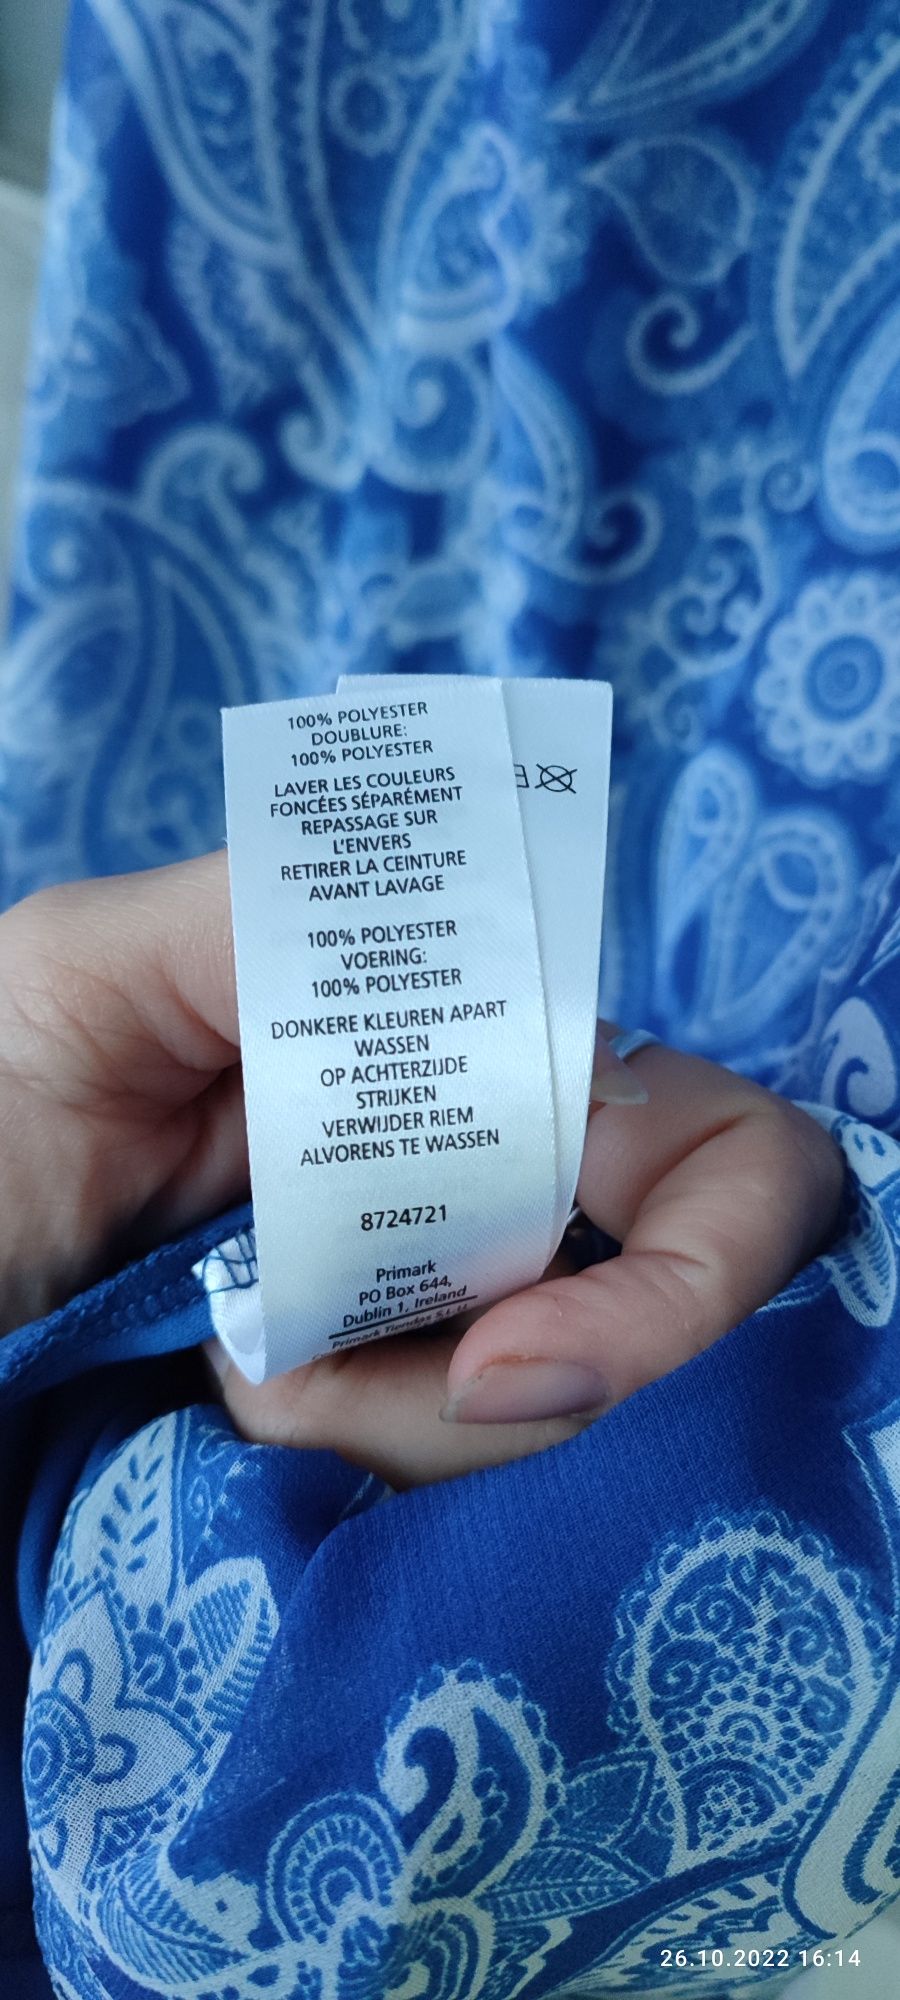 100% POLYESTER
DOUBLURE:
100% POLYESTER
LAVER LES COULEURS
FONCÉES SÉPARÉMENT
REPASSAGE SUR
L'ENVERS
RETIRER LA CEINTURE
AVANT LAVAGE
100% POLYESTER
VOERING:
100% POLYESTER
DONKERE KLEUREN APART
WASSEN
OP ACHTERZIJDE
STRIJKEN
VERWIJDER RIEM
ALVORENS TE WASSEN
8724721
Primark
PO Box 644,
Dublin 1, Ireland
Primark Tiendas S.L.U.
26.10.2022 16:14